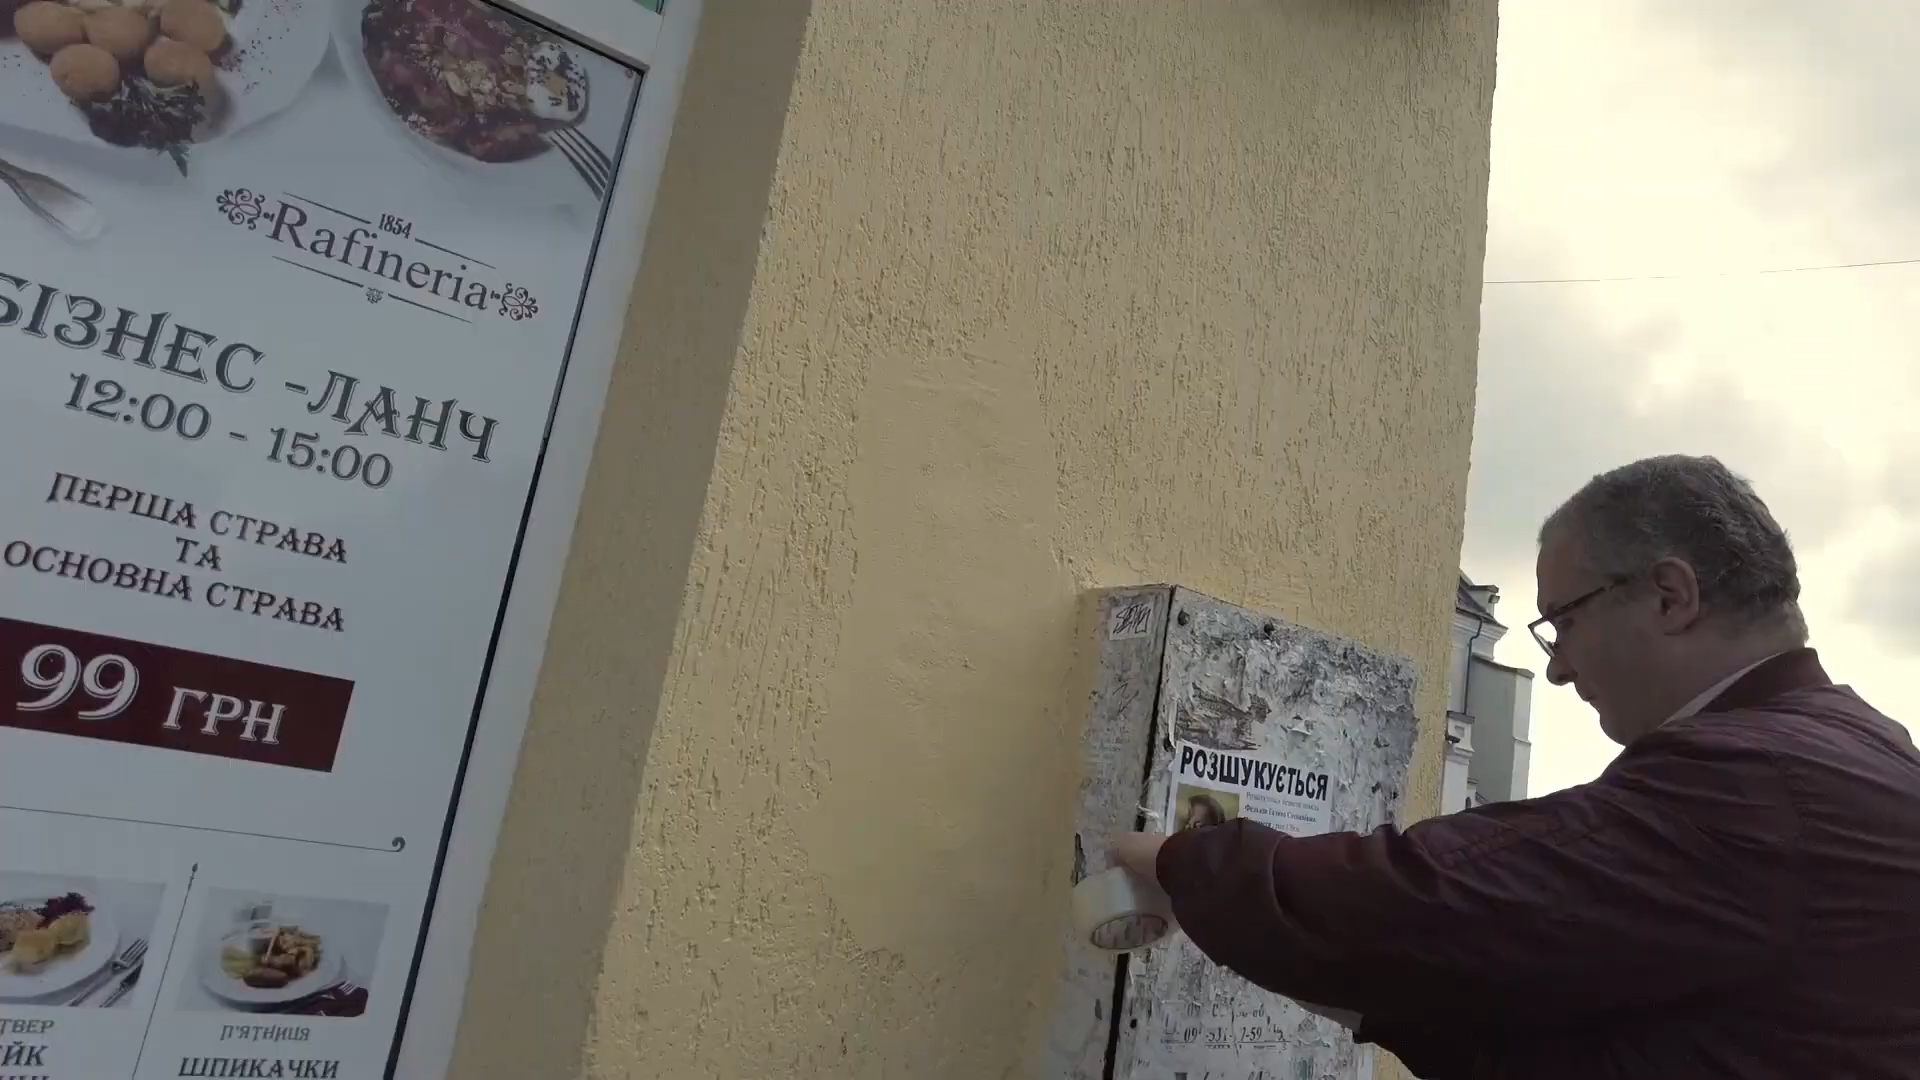 1854
Rafineria
БІЗНЕС -ЛАНЧ
12:00 - 15:00
ПЕРША СТРАВА
ТА
ОСНОВНА СТРАВА
99 ГРН
П'ЯТНИЦЯ
ШПИКАЧКИ
РОЗШУКУЄТЬСЯ